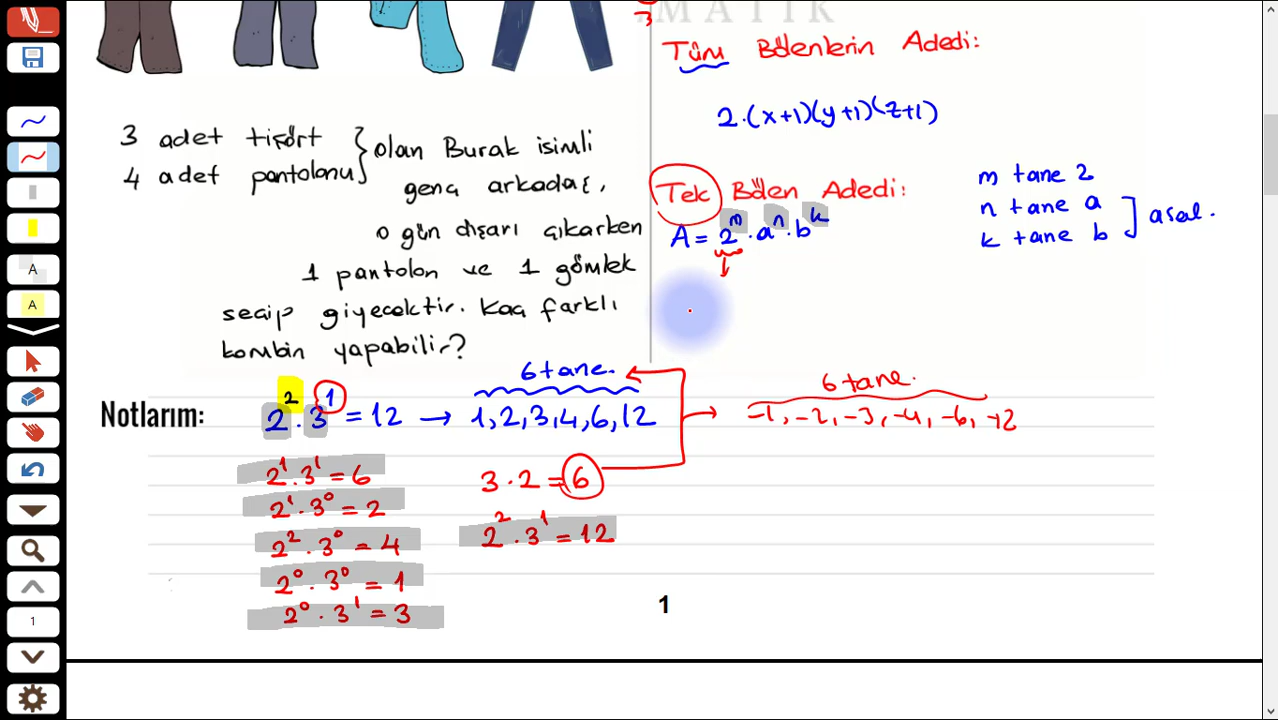 MATİK
3
Tüm Bölenlerin Adedi:
2.(x+1)(y+1)(z+1)
3 adet tişört
4 adet pantolonu
} olan Burak isimli
genç arkadaş,
o gün dışarı çıkarken
1 pantolon ve 1 gömlek
seçip giyecektir. Kaç farklı
kombin yapabilir?
Tek Bölen Adedi:
A = 2^m . a^n . b^k
m tane 2
n tane a
k tane b
] asal.
Notlarım:
2^2 . 3^1 = 12 → 1, 2, 3, 4, 6, 12
6 tane.
6 tane.
-1, -2, -3, -4, -6, -12
2^1 . 3^1 = 6
2^1 . 3^0 = 2
2^2 . 3^0 = 4
2^0 . 3^0 = 1
2^0 . 3^1 = 3
3 . 2 = 6
2^2 . 3^1 = 12
1
A
A
1